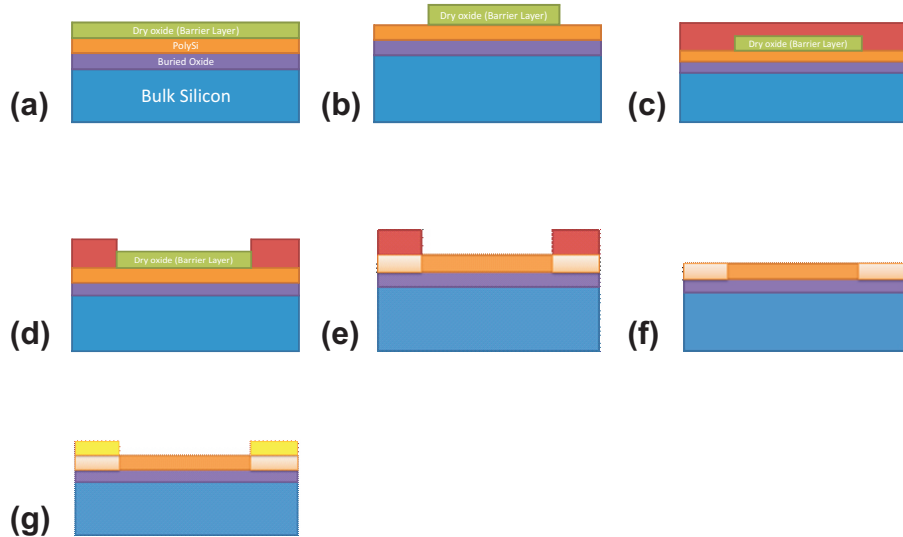 Dry oxide (Barrier Layer)
PolySi
Buried Oxide
Bulk Silicon
(a)
Dry oxide (Barrier Layer)
(b)
Dry oxide (Barrier Layer)
(c)
Dry oxide (Barrier Layer)
(d)
(e)
(f)
(g)